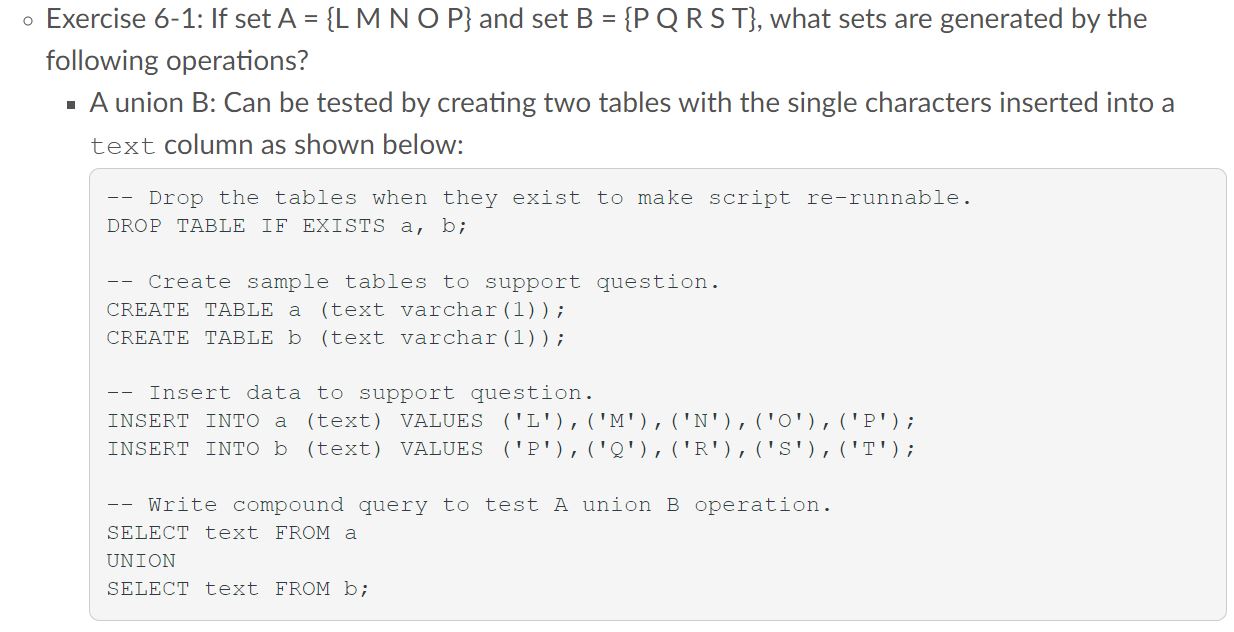 Exercise 6-1: If set A = {L M N O P} and set B = {P Q R S T}, what sets are generated by the
following operations?
A union B: Can be tested by creating two tables with the single characters inserted into a
text column as shown below:
-- Drop the tables when they exist to make script re-runnable.
DROP TABLE IF EXISTS a, b;
-- Create sample tables to support question.
CREATE TABLE a (text varchar(1));
CREATE TABLE b (text varchar(1));
-- Insert data to support question.
INSERT INTO a (text) VALUES ('L'),('M'),('N'),('O'),('P');
INSERT INTO b (text) VALUES ('P'),('Q'),('R'),('S'),('T');
-- Write compound query to test A union B operation.
SELECT text FROM a
UNION
SELECT text FROM b;